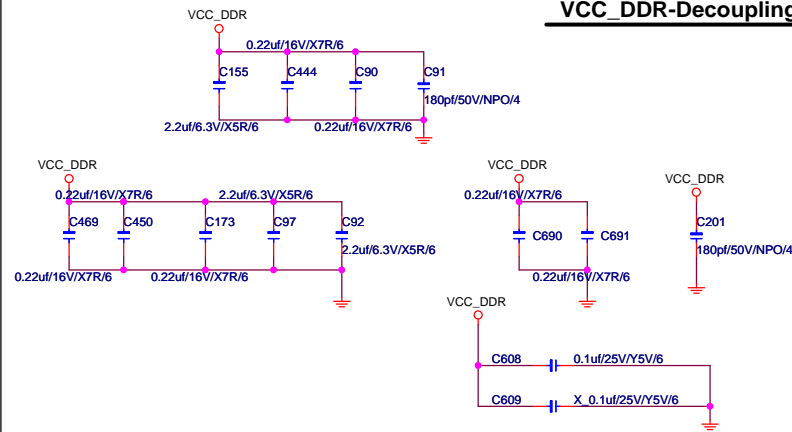 VCC_DDR-Decoupling
VCC_DDR
0.22uf/16V/X7R/6
C155
C444
C90
C91
180pf/50V/NPO/4
2.2uf/6.3V/X5R/6
0.22uf/16V/X7R/6
VCC_DDR
0.22uf/16V/X7R/6
2.2uf/6.3V/X5R/6
C469
C450
C173
C97
C92
2.2uf/6.3V/X5R/6
0.22uf/16V/X7R/6
0.22uf/16V/X7R/6
VCC_DDR
0.22uf/16V/X7R/6
C690
C691
0.22uf/16V/X7R/6
VCC_DDR
C201
180pf/50V/NPO/4
VCC_DDR
C608
0.1uf/25V/Y5V/6
C609
X_0.1uf/25V/Y5V/6